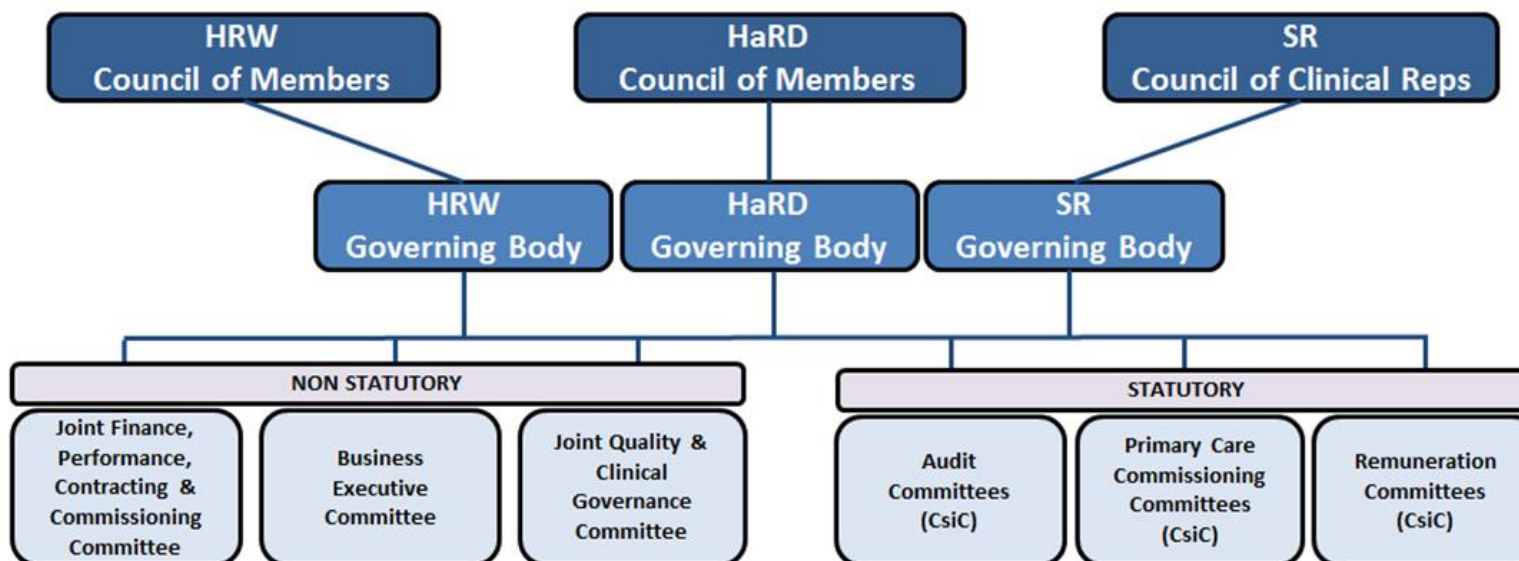 HRW
Council of Members
HaRD
Council of Members
SR
Council of Clinical Reps
HRW
Governing Body
HaRD
Governing Body
SR
Governing Body
NON STATUTORY
STATUTORY
Joint Finance,
Performance,
Contracting &
Commissioning
Committee
Business
Executive
Committee
Joint Quality &
Clinical
Governance
Committee
Audit
Committees
(CsiC)
Primary Care
Commissioning
Committees
(CsiC)
Remuneration
Committees
(CsiC)